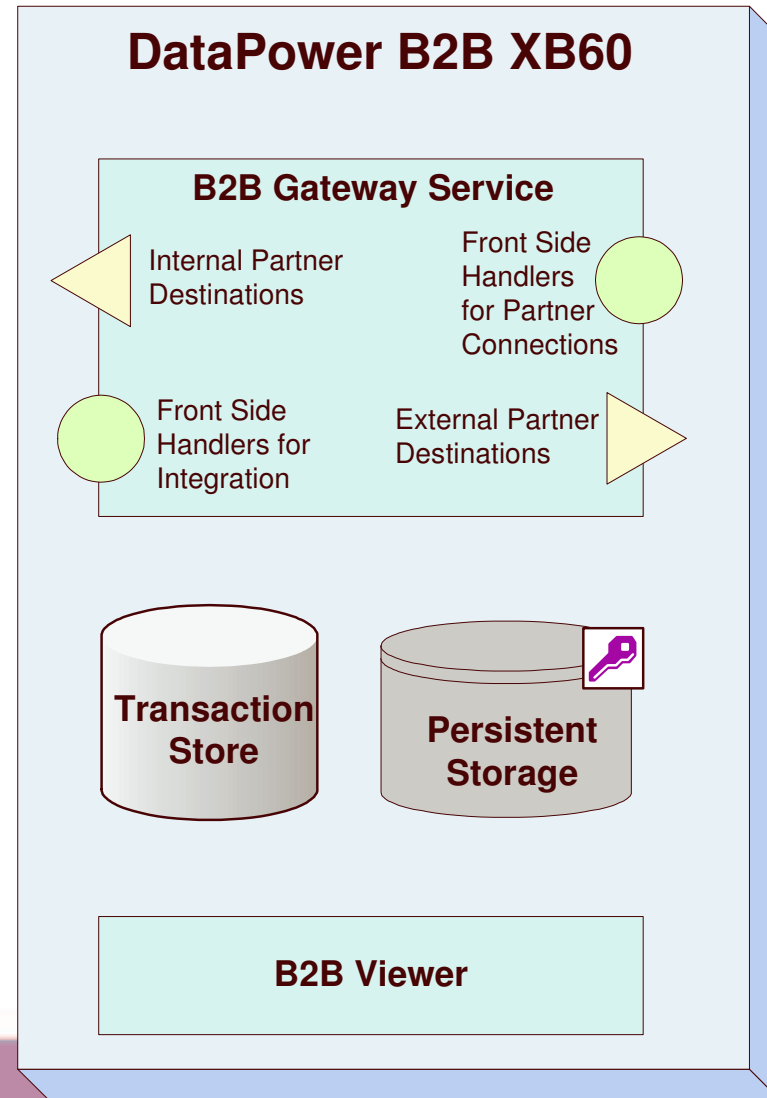 DataPower B2B XB60
B2B Gateway Service
Internal Partner
Destinations
Front Side
Handlers
for Partner
Connections
Front Side
Handlers for
Integration
External Partner
Destinations
Transaction
Store
Persistent
Storage
B2B Viewer